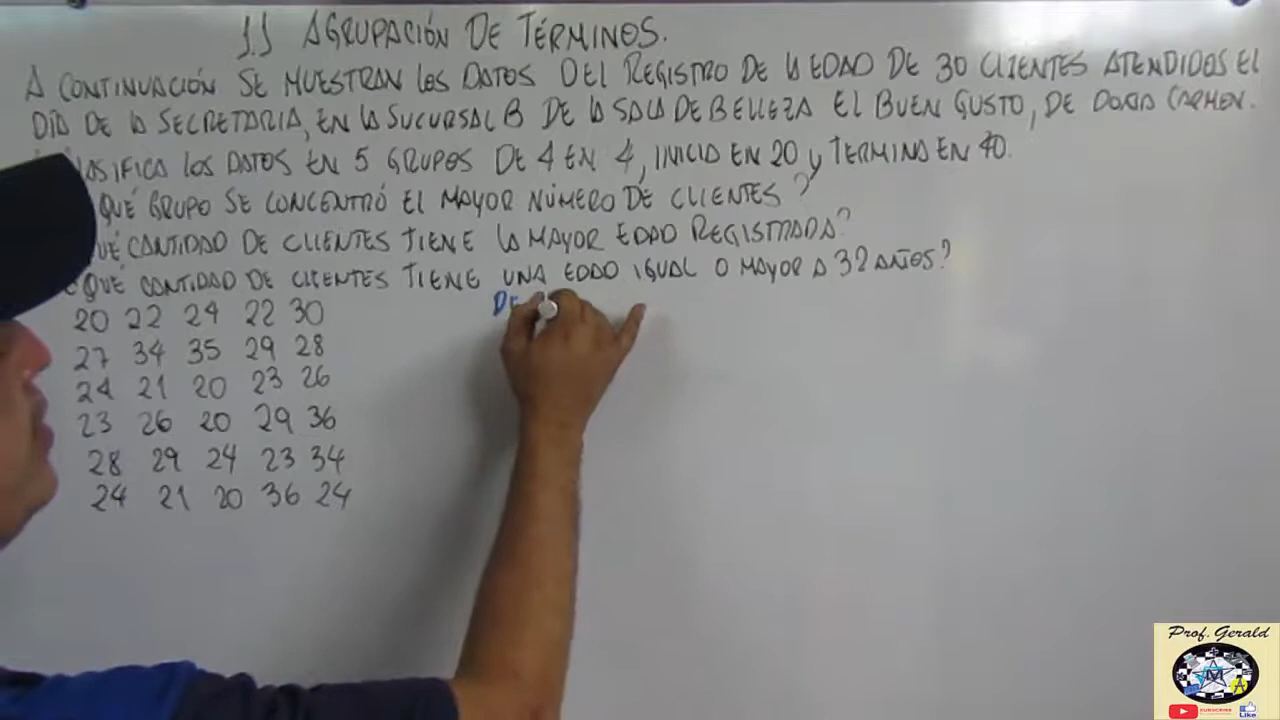 1.1 AGRUPACIÓN DE TÉRMINOS.
A CONTINUACIÓN SE MUESTRAN LOS DATOS DEL REGISTRO DE LA EDAD DE 30 CLIENTES ATENDIDOS EL
DÍA DE LA SECRETARIA, EN LA SUCURSAL B DE LA SALA DE BELLEZA EL BUEN GUSTO, DE DOÑA CARMEN.
LOS DATOS EN 5 GRUPOS DE 4 EN 4, INICIA EN 20 y TERMINA EN 40.
QUÉ GRUPO SE CONCENTRÓ EL MAYOR NÚMERO DE CLIENTES?
CANTIDAD DE CLIENTES TIENE LA MAYOR EDAD REGISTRADA?
QUÉ CANTIDAD DE CLIENTES TIENE UNA EDAD IGUAL O MAYOR A 32 AÑOS?
DE
20 22 24 22 30
27 34 35 29 28
24 21 20 23 26
23 26 20 29 36
28 29 24 23 34
24 21 20 36 24
Prof. Gerald
M
SUBSCRIBE Like